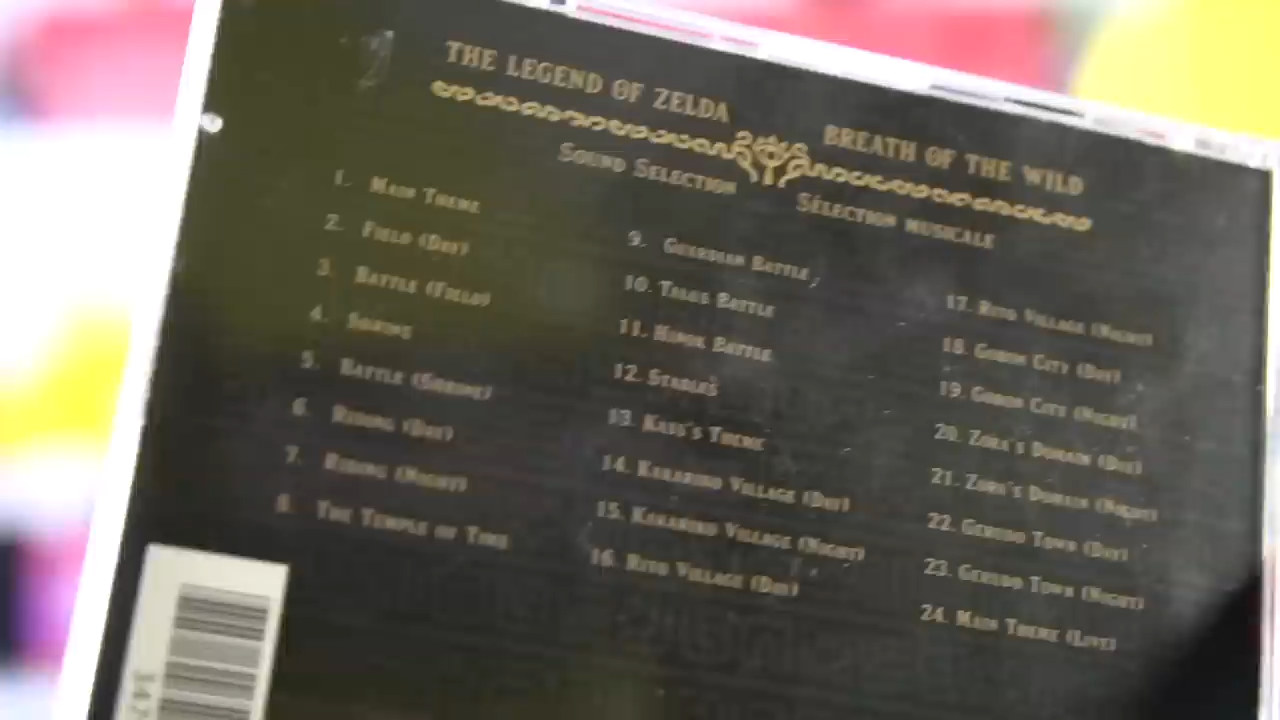 THE LEGEND OF ZELDA BREATH OF THE WILD
SOUND SELECTION
SÉLECTION MUSICALE
1. MAIN THEME
2. FIELD (DAY)
3. BATTLE (FIELD)
4. SHRINE
5. BATTLE (SHRINE)
6. RIDING (DAY)
7. RIDING (NIGHT)
8. THE TEMPLE OF TIME
9. GUARDIAN BATTLE
10. TALUS BATTLE
11. HINOX BATTLE
12. STABLES
13. KASS'S THEME
14. KAKARIKO VILLAGE (DAY)
15. KAKARIKO VILLAGE (NIGHT)
16. RITO VILLAGE (DAY)
17. RITO VILLAGE (NIGHT)
18. GORON CITY (DAY)
19. GORON CITY (NIGHT)
20. ZORA'S DOMAIN (DAY)
21. ZORA'S DOMAIN (NIGHT)
22. GERUDO TOWN (DAY)
23. GERUDO TOWN (NIGHT)
24. MAIN THEME (LIVE)